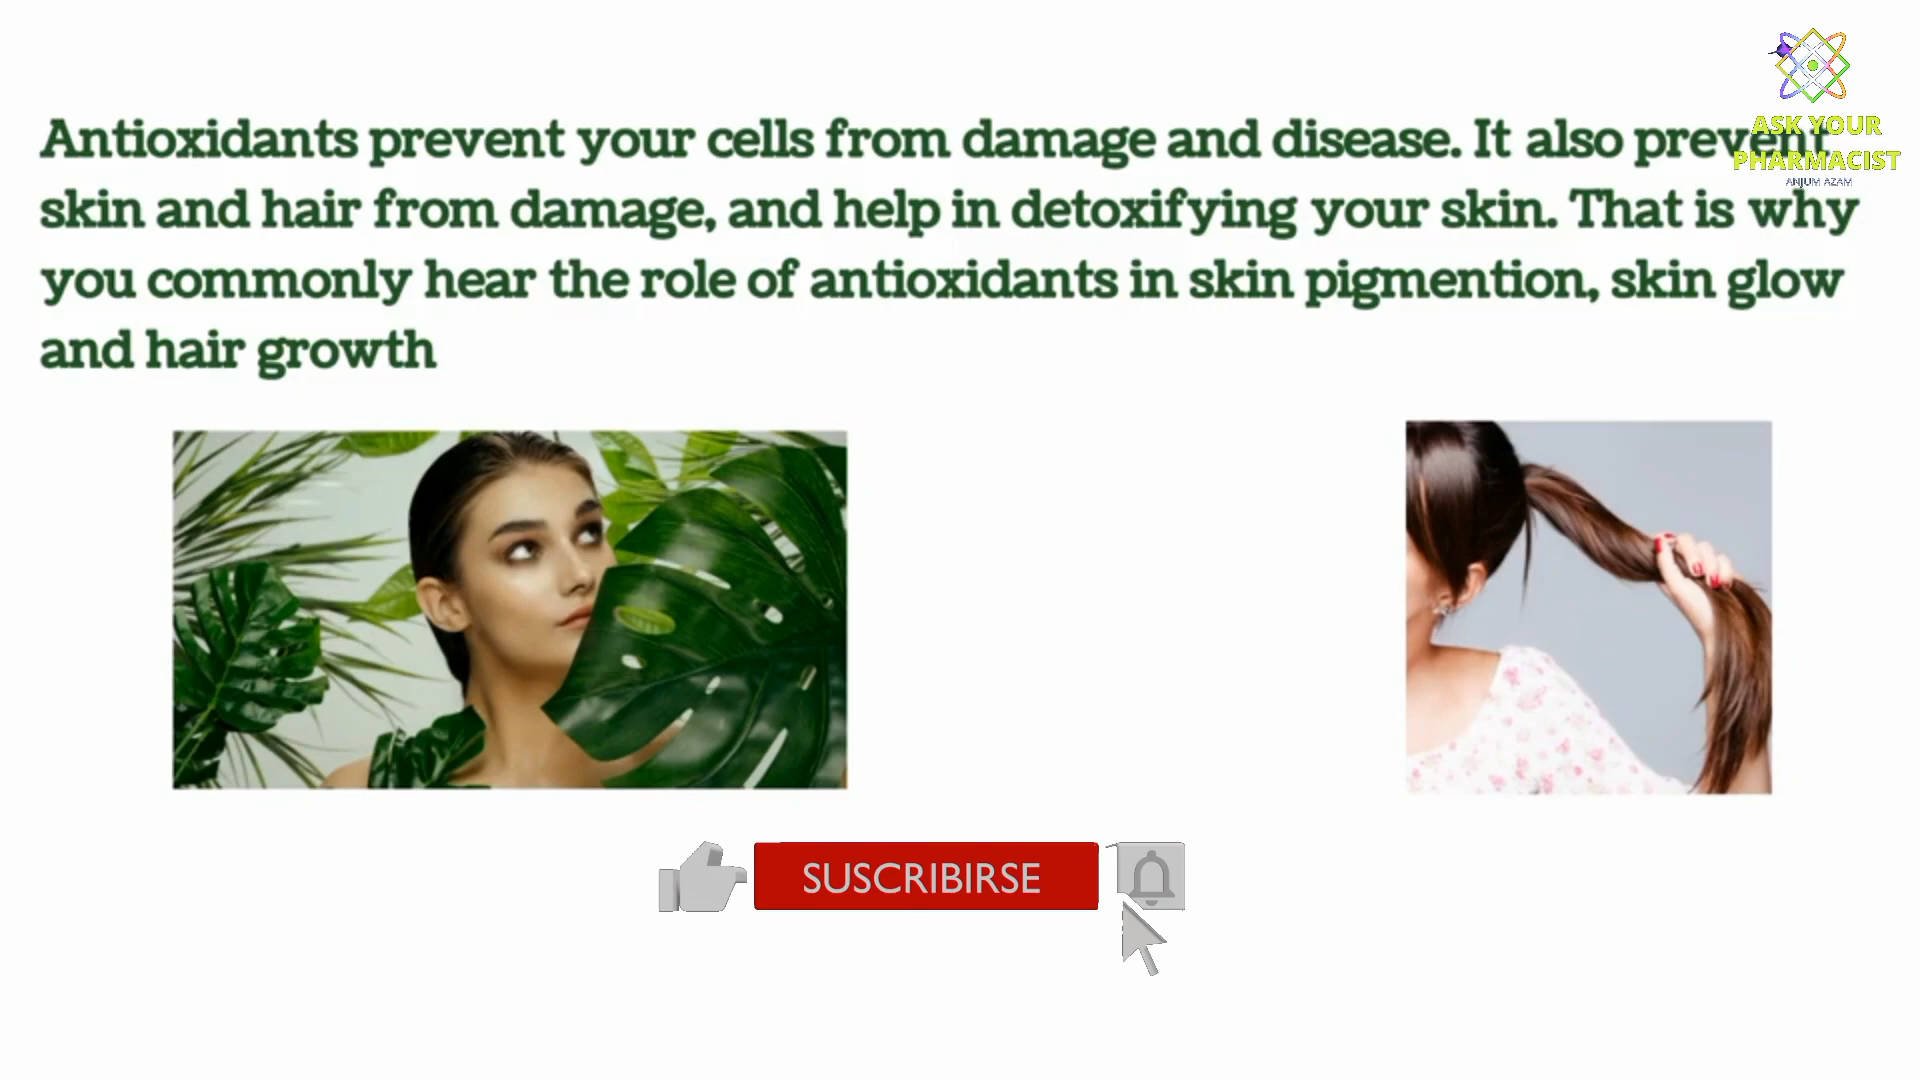 Antioxidants prevent your cells from damage and disease. It also prevent
skin and hair from damage, and help in detoxifying your skin. That is why
you commonly hear the role of antioxidants in skin pigmention, skin glow
and hair growth
ASK YOUR
PHARMACIST
ANJUM AZAM
SUSCRIBIRSE